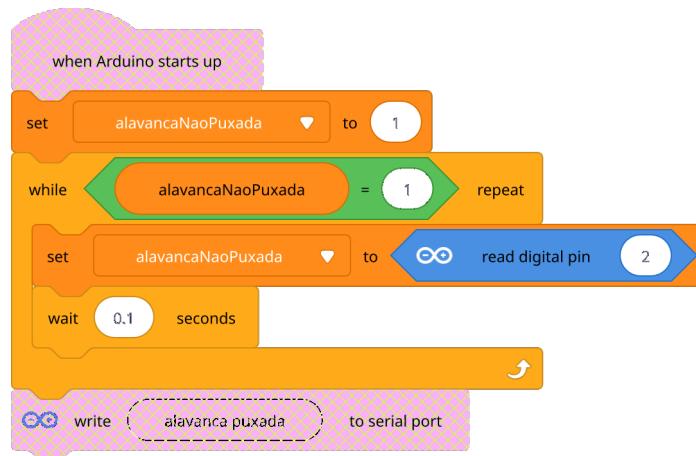 when Arduino starts up
set alavancaNaoPuxada to 1
while alavancaNaoPuxada = 1 repeat
set alavancaNaoPuxada to read digital pin 2
wait 0.1 seconds
write alavanca puxada to serial port